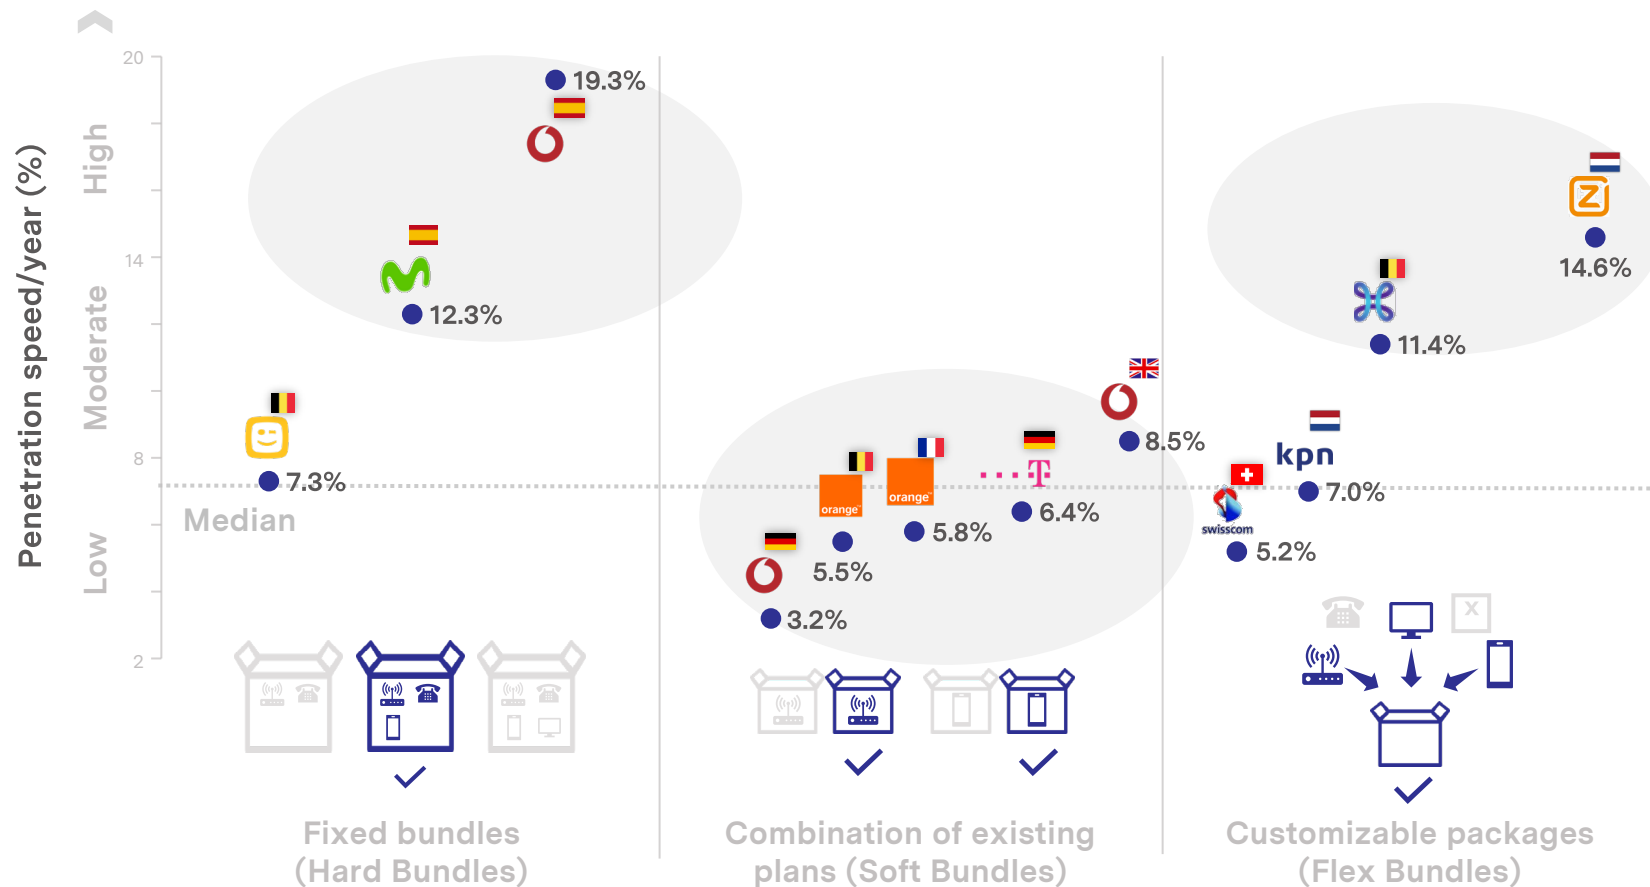 Penetration speed/year (%)
High
Moderate
Low
20
14
8
2
19.3%
12.3%
7.3%
Median
14.6%
11.4%
8.5%
kpn
7.0%
T
orange™
orange™
6.4%
5.8%
5.5%
swisscom
5.2%
3.2%
Z
X
Fixed bundles
(Hard Bundles)
Combination of existing
plans (Soft Bundles)
Customizable packages
(Flex Bundles)